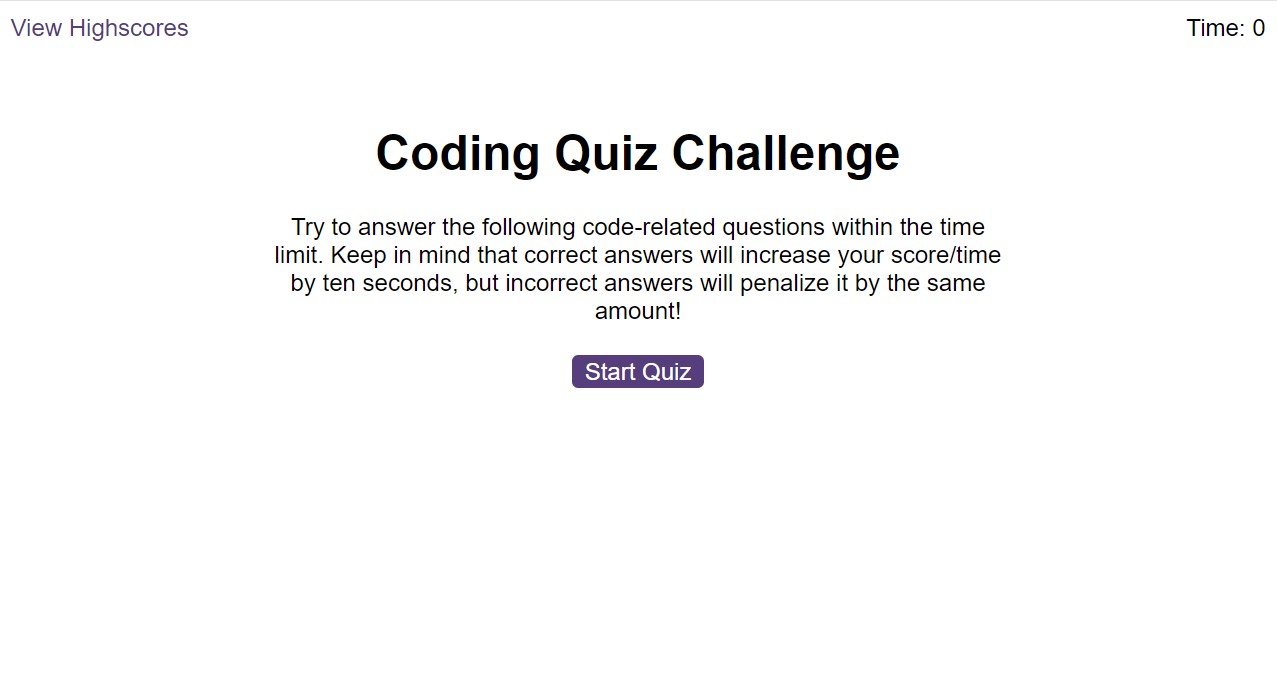 View Highscores
Time: 0
Coding Quiz Challenge
Try to answer the following code-related questions within the time
limit. Keep in mind that correct answers will increase your score/time
by ten seconds, but incorrect answers will penalize it by the same
amount!
Start Quiz